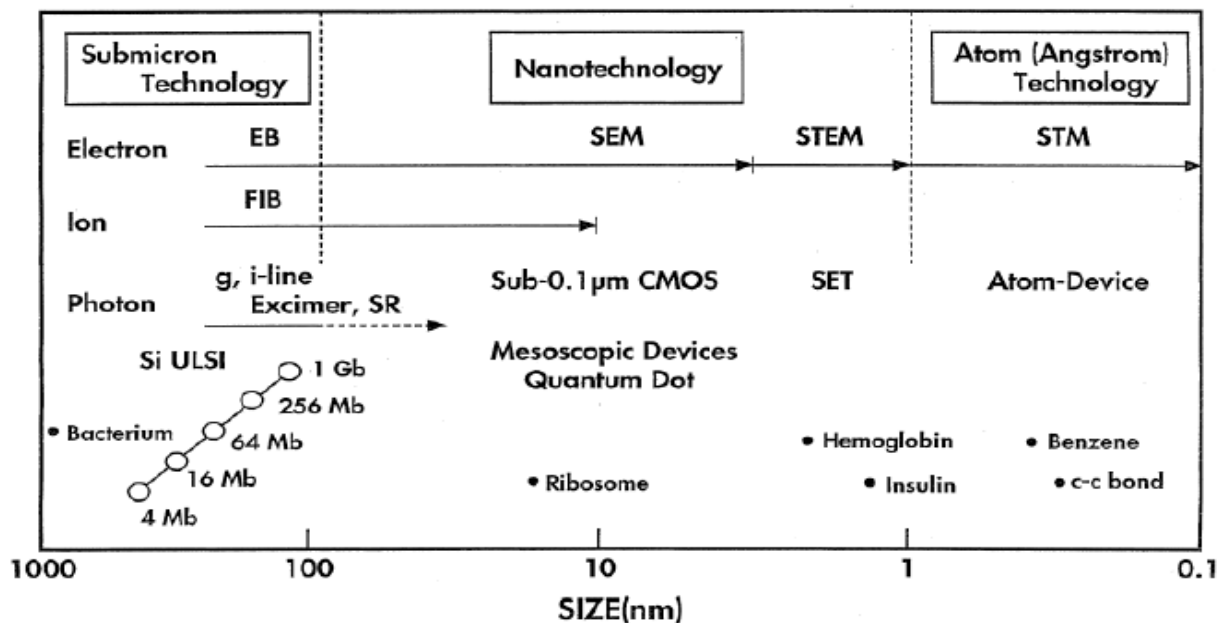 Submicron
Technology
Nanotechnology
Atom (Angstrom)
Technology
Electron
EB
SEM
STEM
STM
Ion
FIB
Photon
g, i-line
Excimer, SR
Sub-0.1μm CMOS
SET
Atom-Device
Si ULSI
Mesoscopic Devices
Quantum Dot
1 Gb
256 Mb
64 Mb
16 Mb
4 Mb
Bacterium
Ribosome
Hemoglobin
Insulin
Benzene
c-c bond
1000
100
10
1
0.1
SIZE(nm)